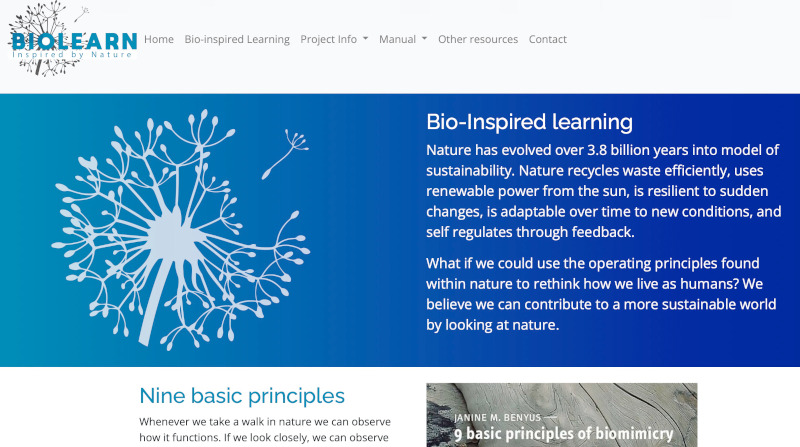 BIOLEARN
Inspired by Nature
Home Bio-inspired Learning Project Info Manual Other resources Contact
Bio-Inspired learning
Nature has evolved over 3.8 billion years into model of
sustainability. Nature recycles waste efficiently, uses
renewable power from the sun, is resilient to sudden
changes, is adaptable over time to new conditions, and
self regulates through feedback.
What if we could use the operating principles found
within nature to rethink how we live as humans? We
believe we can contribute to a more sustainable world
by looking at nature.
Nine basic principles
Whenever we take a walk in nature we can observe
how it functions. If we look closely, we can observe
JANINE M. BENYUS
9 basic principles of biomimicry